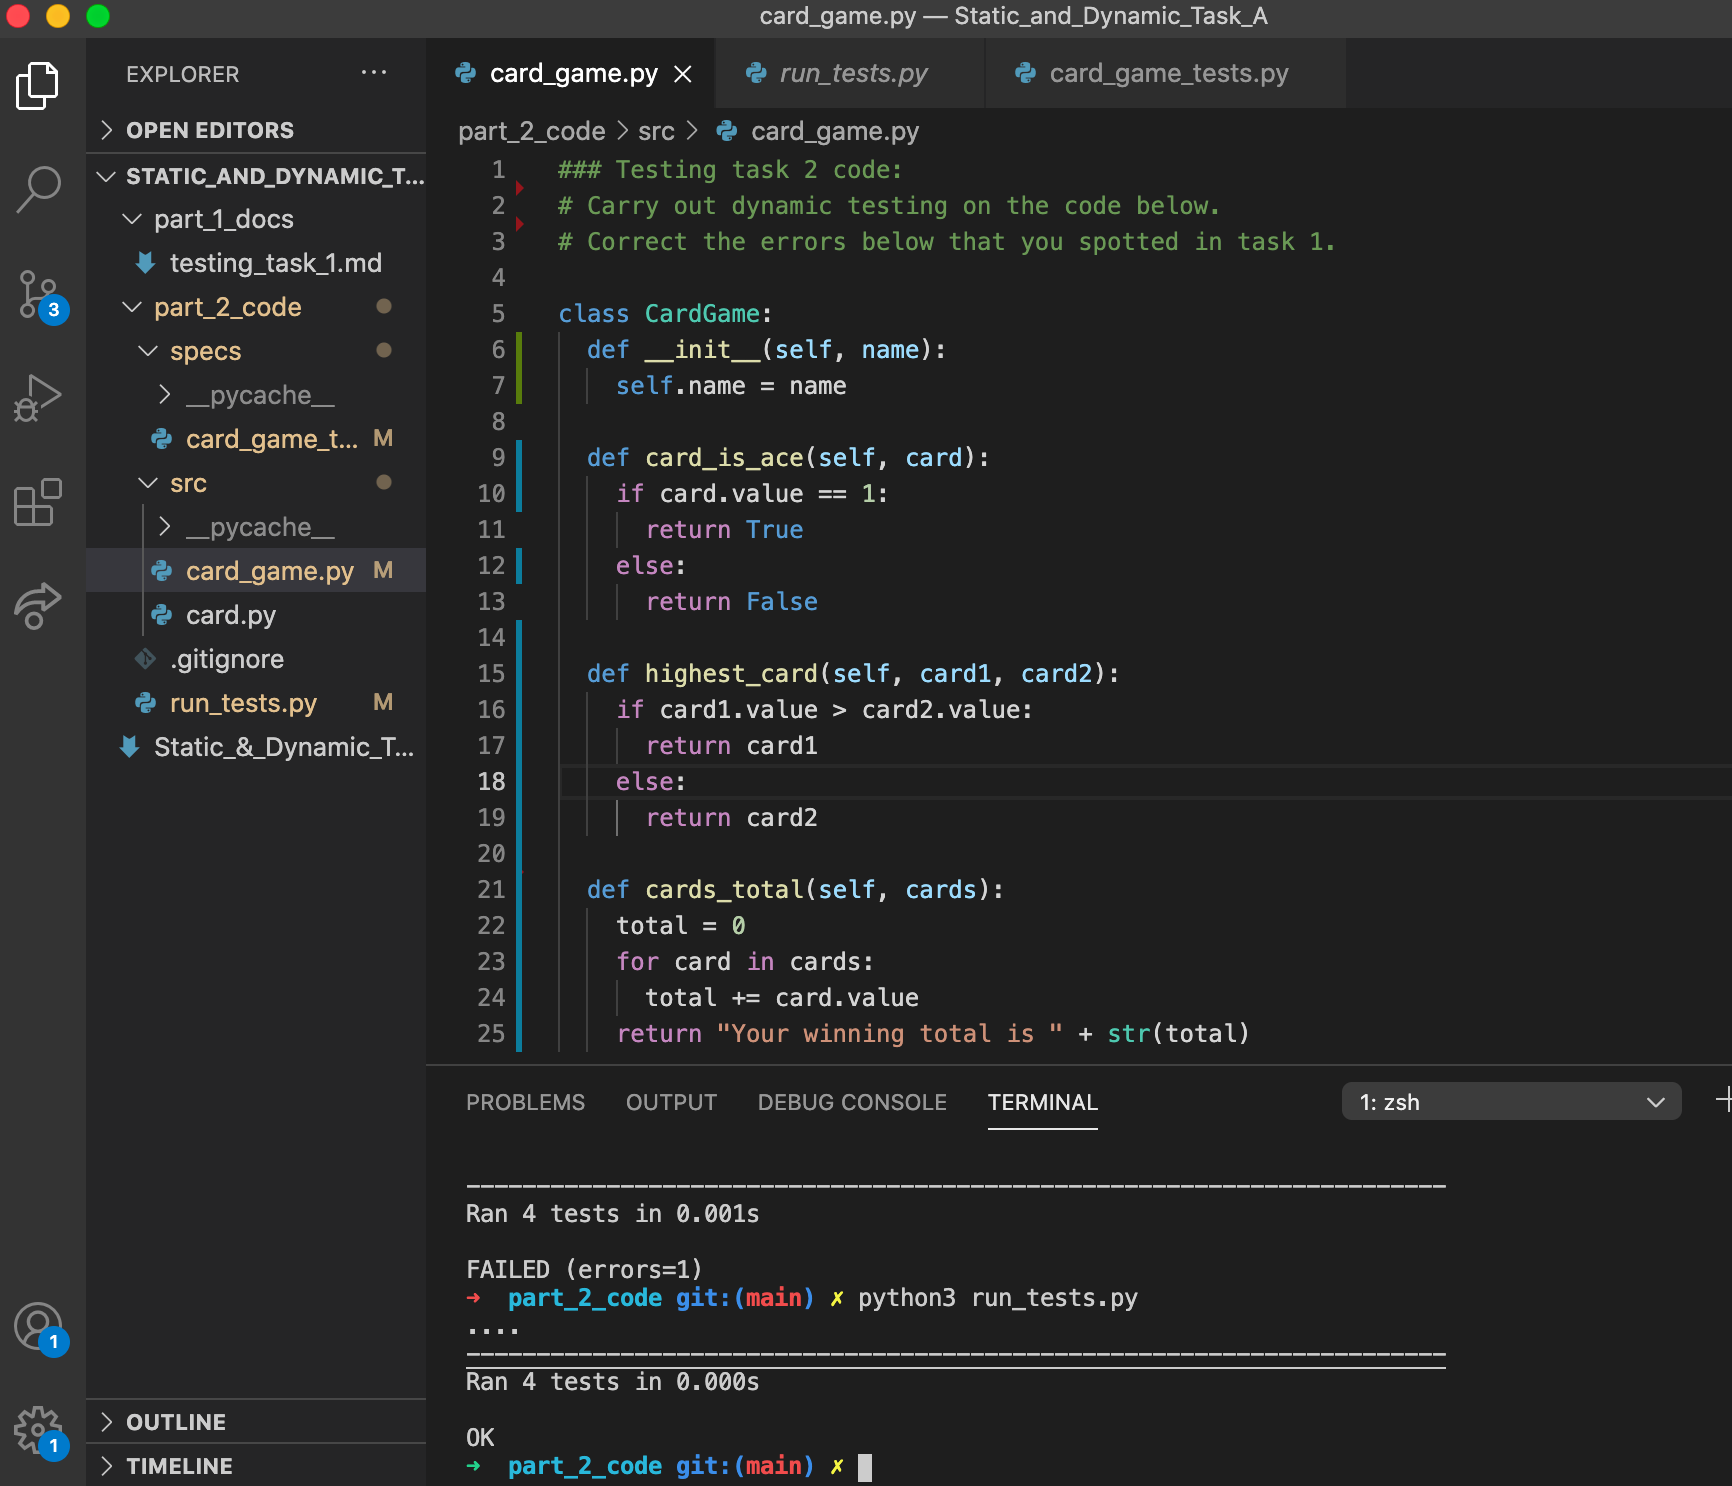 card_game.py — Static_and_Dynamic_Task_A
EXPLORER
OPEN EDITORS
STATIC_AND_DYNAMIC_T...
part_1_docs
testing_task_1.md
part_2_code
specs
__pycache__
card_game_t... M
src
__pycache__
card_game.py M
card.py
.gitignore
run_tests.py M
Static_&_Dynamic_T...
OUTLINE
TIMELINE
3
1
1
card_game.py run_tests.py card_game_tests.py
part_2_code > src > card_game.py
1 ### Testing task 2 code:
2 # Carry out dynamic testing on the code below.
3 # Correct the errors below that you spotted in task 1.
4
5 class CardGame:
6   def __init__(self, name):
7     self.name = name
8
9   def card_is_ace(self, card):
10     if card.value == 1:
11       return True
12     else:
13       return False
14
15   def highest_card(self, card1, card2):
16     if card1.value > card2.value:
17       return card1
18     else:
19       return card2
20
21   def cards_total(self, cards):
22     total = 0
23     for card in cards:
24       total += card.value
25     return "Your winning total is " + str(total)
PROBLEMS OUTPUT DEBUG CONSOLE TERMINAL 1: zsh
----------------------------------------------------------------------
Ran 4 tests in 0.001s
FAILED (errors=1)
➜ part_2_code git:(main) ✗ python3 run_tests.py
....
----------------------------------------------------------------------
Ran 4 tests in 0.000s
OK
➜ part_2_code git:(main) ✗